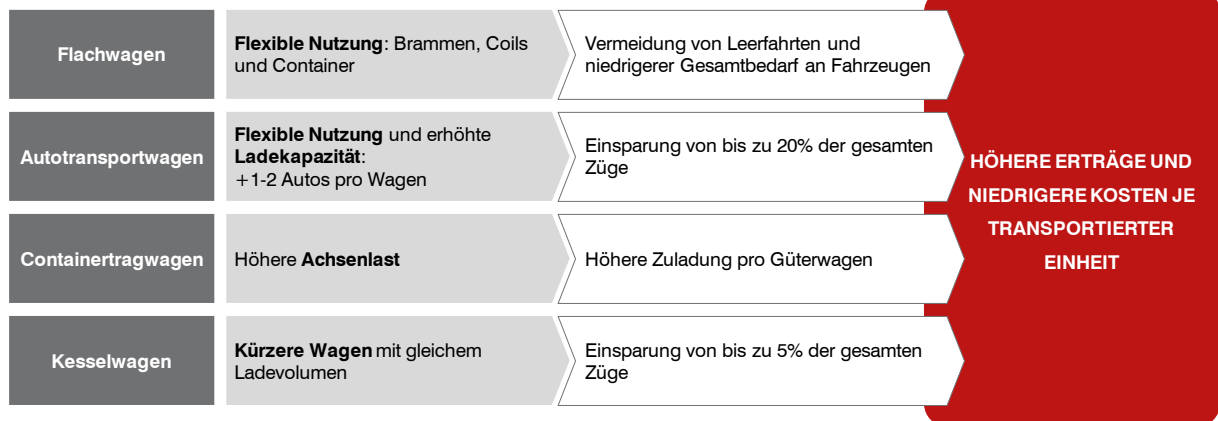 Flachwagen
Flexible Nutzung: Brammen, Coils
und Container
Vermeidung von Leerfahrten und
niedrigerer Gesamtbedarf an Fahrzeugen
Autotransportwagen
Flexible Nutzung und erhöhte
Ladekapazität:
+1-2 Autos pro Wagen
Einsparung von bis zu 20% der gesamten
Züge
Containertragwagen
Höhere Achsenlast
Höhere Zuladung pro Güterwagen
Kesselwagen
Kürzere Wagen mit gleichem
Ladevolumen
Einsparung von bis zu 5% der gesamten
Züge
HÖHERE ERTRÄGE UND
NIEDRIGERE KOSTEN JE
TRANSPORTIERTER
EINHEIT